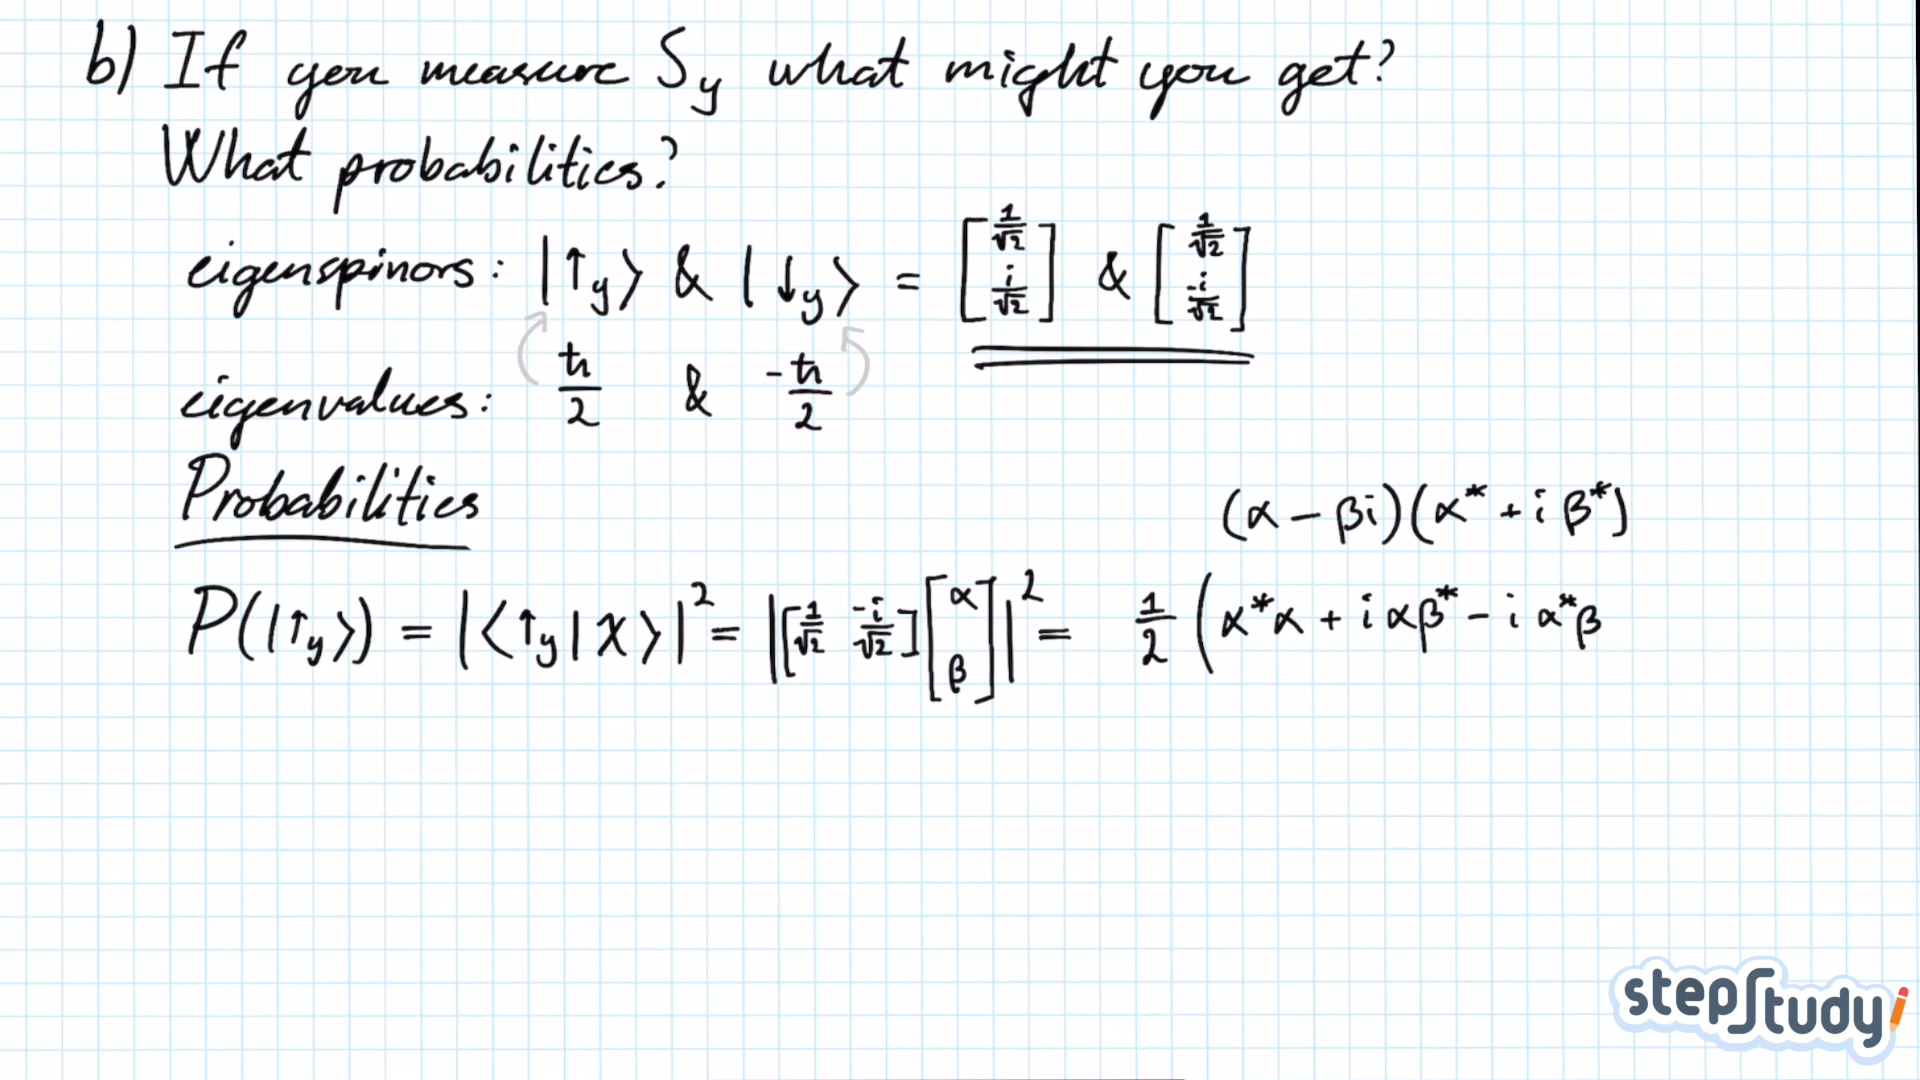 b) If you measure S_y what might you get?
What probabilities?
eigenspinors: |↑_y⟩ & |↓_y⟩ = [1/√2 i/√2] & [1/√2 -i/√2]
eigenvalues: ħ/2 & -ħ/2
Probabilities
(α - βi)(α* + iβ*)
P(|↑_y⟩) = |⟨↑_y|χ⟩|² = |[1/√2 -i/√2][α β]|² = 1/2 (α*α + iαβ* - iα*β
stepStudy